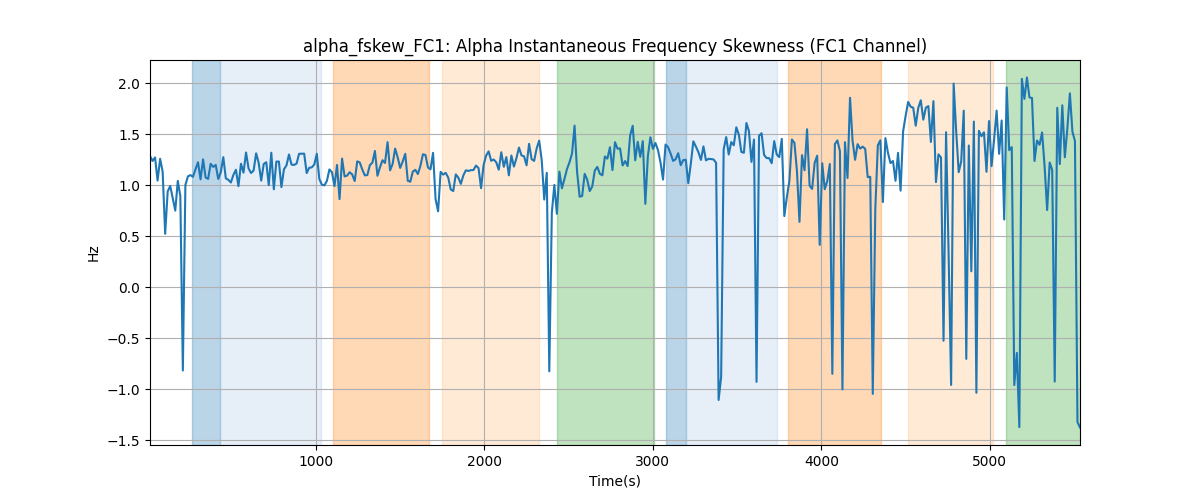 alpha_fskew_FC1: Alpha Instantaneous Frequency Skewness (FC1 Channel)
2.0
1.5
1.0
0.5
0.0
−0.5
−1.0
−1.5
Hz
1000 2000 3000 4000 5000
Time(s)